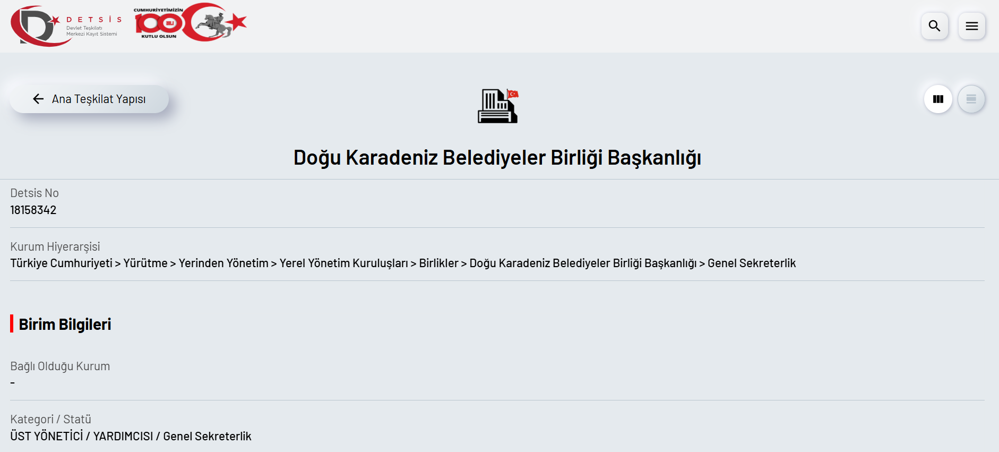 DETSİS
Devlet Teşkilatı
Merkezi Kayıt Sistemi
CUMHURİYETİMİZİN
100
YILI
KUTLU OLSUN
Ana Teşkilat Yapısı
Doğu Karadeniz Belediyeler Birliği Başkanlığı
Detsis No
18158342
Kurum Hiyerarşisi
Türkiye Cumhuriyeti > Yürütme > Yerinden Yönetim > Yerel Yönetim Kuruluşları > Birlikler > Doğu Karadeniz Belediyeler Birliği Başkanlığı > Genel Sekreterlik
Birim Bilgileri
Bağlı Olduğu Kurum
-
Kategori / Statü
ÜST YÖNETİCİ / YARDIMCISI / Genel Sekreterlik